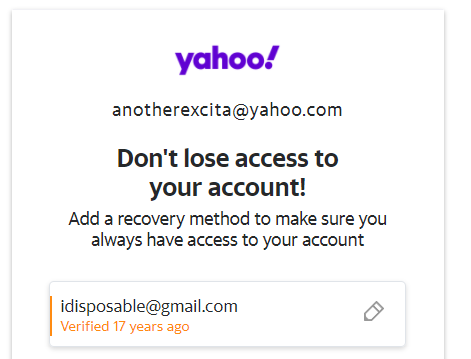 yahoo!
anotherexcita@yahoo.com
Don't lose access to
your account!
Add a recovery method to make sure you
always have access to your account
idisposable@gmail.com
Verified 17 years ago